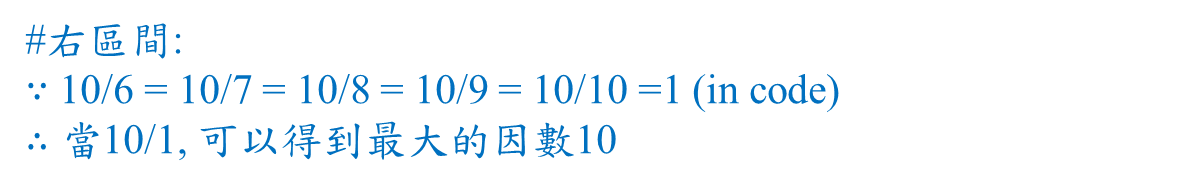 #右區間:
∵ 10/6 = 10/7 = 10/8 = 10/9 = 10/10 =1 (in code)
∴ 當10/1, 可以得到最大的因數10